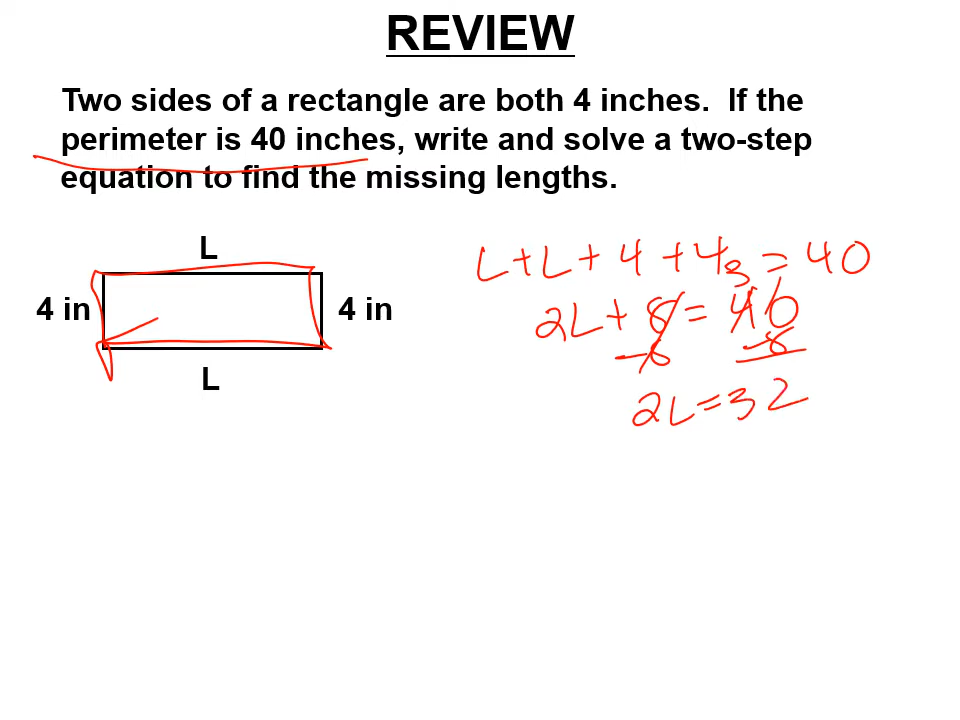 REVIEW
Two sides of a rectangle are both 4 inches.  If the
perimeter is 40 inches, write and solve a two-step
equation to find the missing lengths.
L
4 in
4 in
L
L+L+4+4=40
3
2L+8=40
-8 -8
2L=32